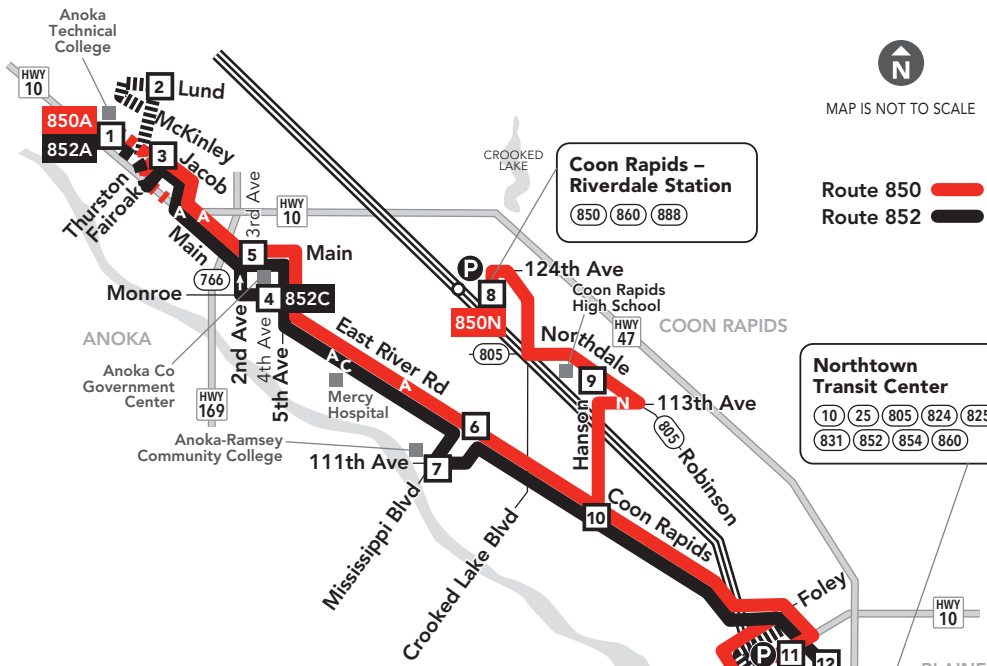 Anoka
Technical
College
HWY
10
2
Lund
McKinley
850A
852A
1
3
Jacob
Thurston
Fairoak
A
A
Main
3rd Ave
HWY
10
CROOKED
LAKE
N
MAP IS NOT TO SCALE
Route 850
Route 852
Coon Rapids –
Riverdale Station
850 860 888
5
Main
766
Monroe
4
852C
P
8
124th Ave
850N
Coon Rapids
High School
HWY
47
COON RAPIDS
ANOKA
2nd Ave
4th Ave
5th Ave
East River Rd
A
C
A
805
Northdale
9
N
113th Ave
Hanson
805
Robinson
Anoka Co
Government
Center
HWY
169
Mercy
Hospital
Anoka-Ramsey
Community College
6
111th Ave
7
Mississippi Blvd
Crooked Lake Blvd
10
Coon Rapids
Northtown
Transit Center
10 25 805 824 825
831 852 854 860
Foley
HWY
10
P
11
12
BLAINE